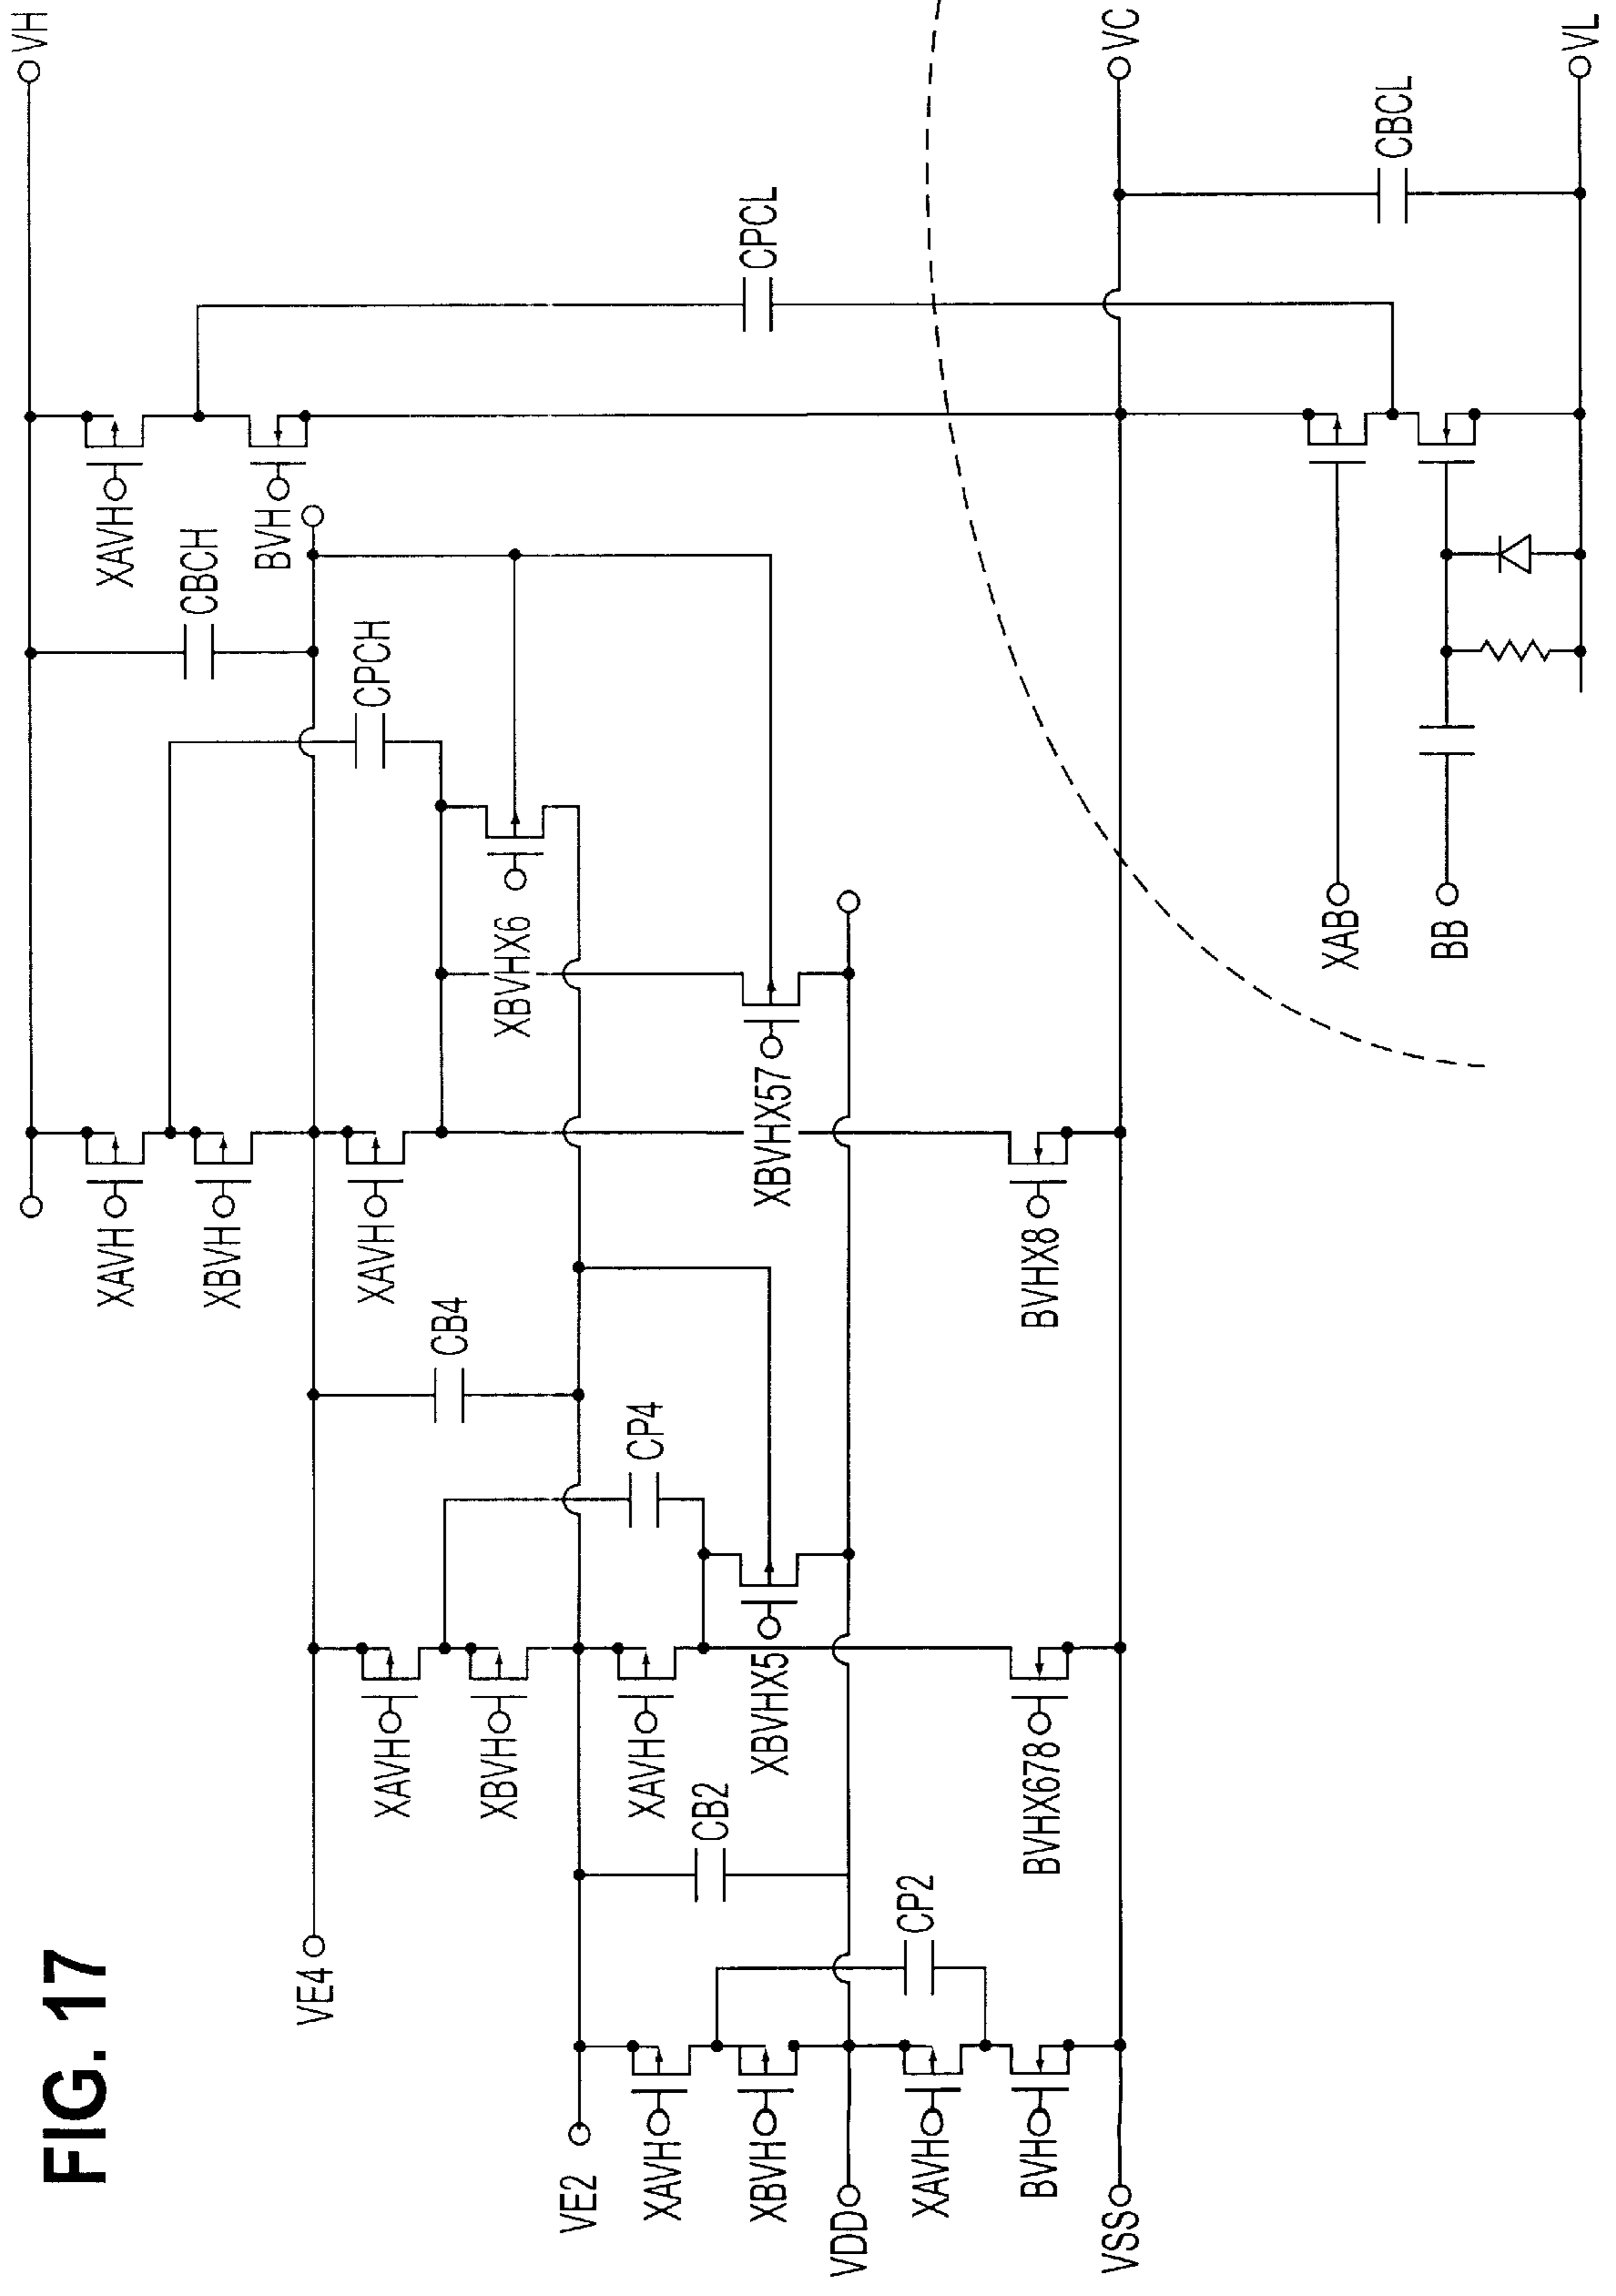 FIG. 17
VH
XAVH
BVH
CBCH
CPCH
CPCL
XAVH
XBVH
XAVH
XBVHX6
XBVHX57
BVHX8
VE4
CB4
CP4
XAVH
XBVH
XAVH
XBVHX5
BVHX678
VE2
CB2
CP2
XAVH
XBVH
VDD
XAVH
BVH
VSS
VC
CBCL
XAB
BB
VL